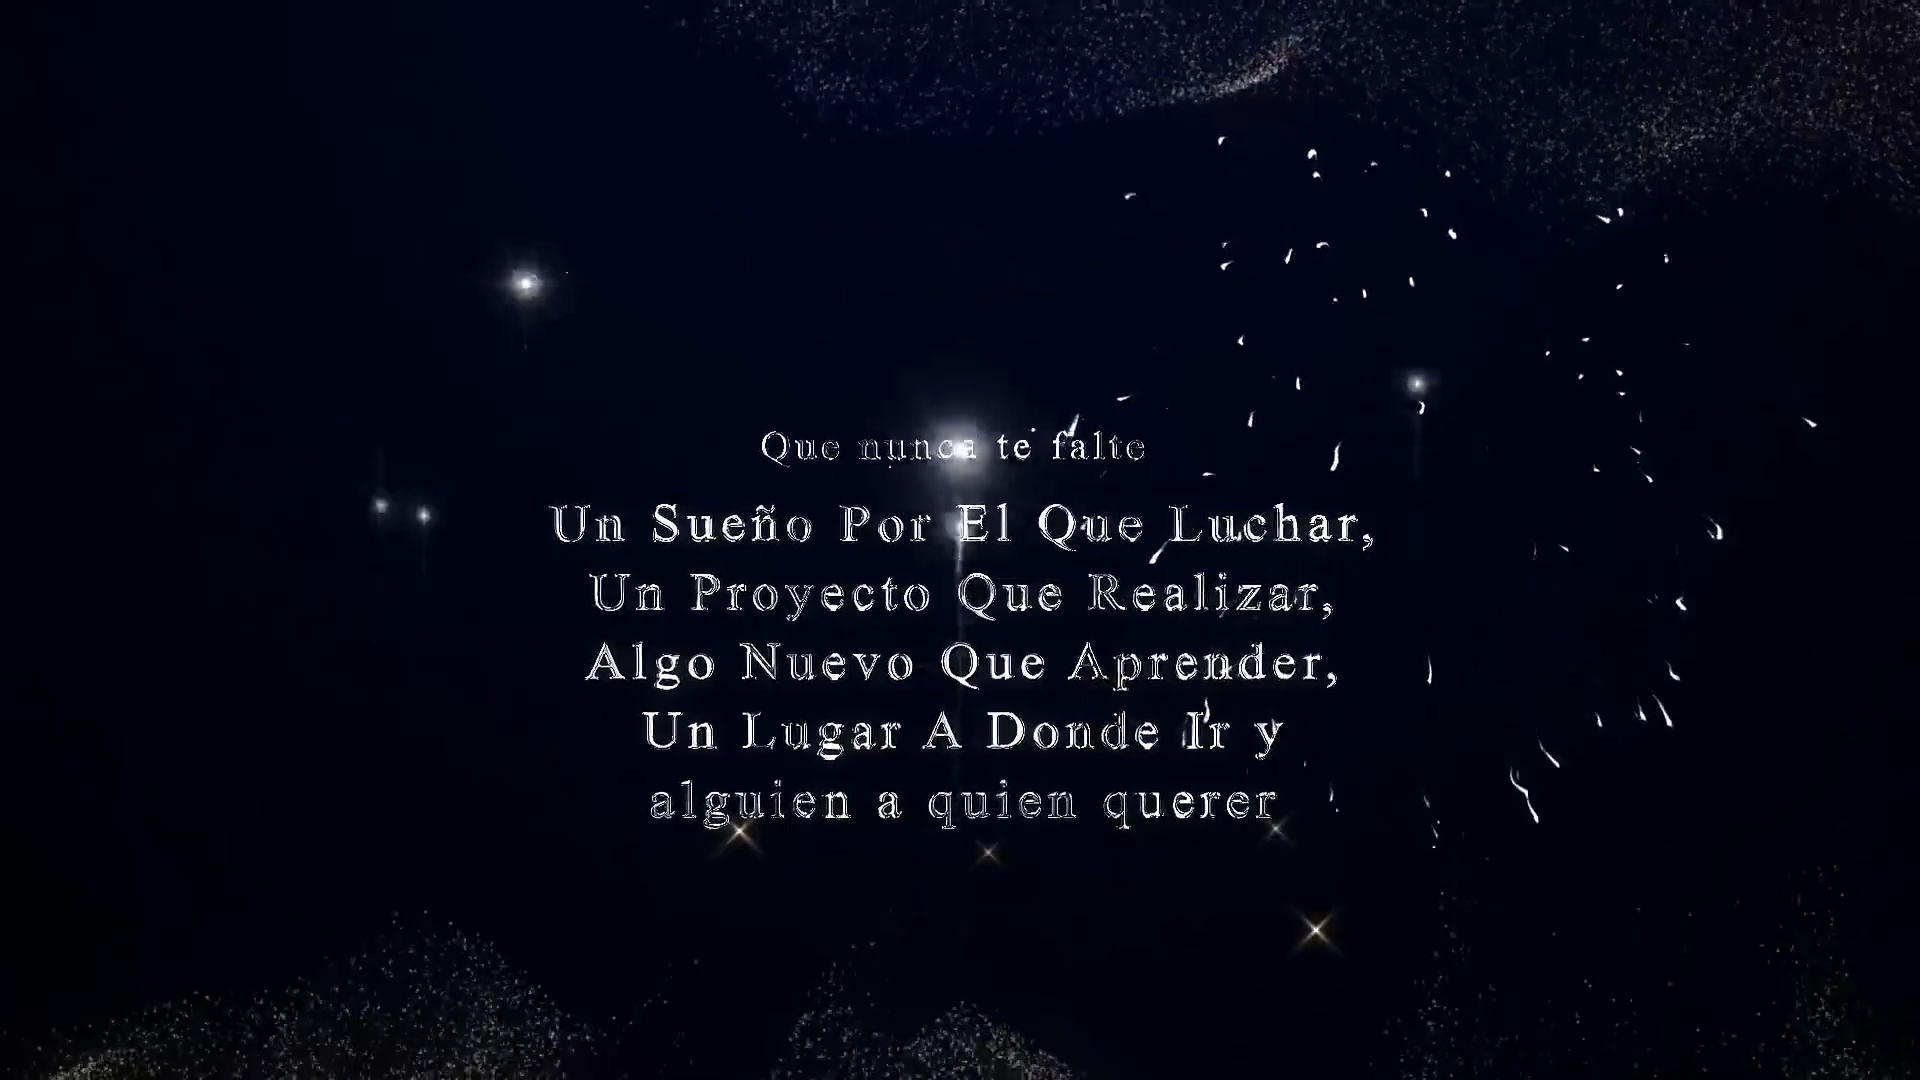 Que nunca te falte
Un Sueño Por El Que Luchar,
Un Proyecto Que Realizar,
Algo Nuevo Que Aprender,
Un Lugar A Donde Ir y
alguien a quien querer